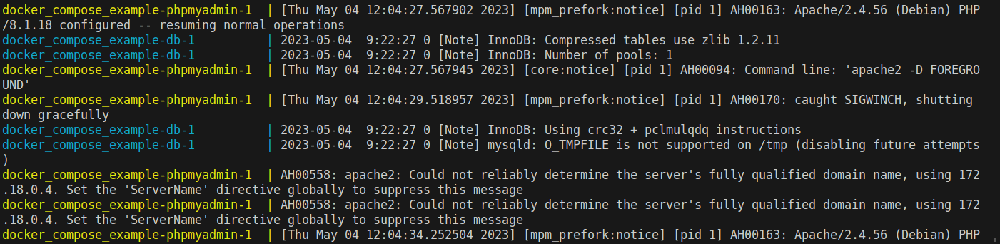 docker_compose_example-phpmyadmin-1  | [Thu May 04 12:04:27.567902 2023] [mpm_prefork:notice] [pid 1] AH00163: Apache/2.4.56 (Debian) PHP
/8.1.18 configured -- resuming normal operations
docker_compose_example-db-1          | 2023-05-04  9:22:27 0 [Note] InnoDB: Compressed tables use zlib 1.2.11
docker_compose_example-db-1          | 2023-05-04  9:22:27 0 [Note] InnoDB: Number of pools: 1
docker_compose_example-phpmyadmin-1  | [Thu May 04 12:04:27.567945 2023] [core:notice] [pid 1] AH00094: Command line: 'apache2 -D FOREGRO
UND'
docker_compose_example-phpmyadmin-1  | [Thu May 04 12:04:29.518957 2023] [mpm_prefork:notice] [pid 1] AH00170: caught SIGWINCH, shutting
down gracefully
docker_compose_example-db-1          | 2023-05-04  9:22:27 0 [Note] InnoDB: Using crc32 + pclmulqdq instructions
docker_compose_example-db-1          | 2023-05-04  9:22:27 0 [Note] mysqld: O_TMPFILE is not supported on /tmp (disabling future attempts
)
docker_compose_example-phpmyadmin-1  | AH00558: apache2: Could not reliably determine the server's fully qualified domain name, using 172
.18.0.4. Set the 'ServerName' directive globally to suppress this message
docker_compose_example-phpmyadmin-1  | AH00558: apache2: Could not reliably determine the server's fully qualified domain name, using 172
.18.0.4. Set the 'ServerName' directive globally to suppress this message
docker_compose_example-phpmyadmin-1  | [Thu May 04 12:04:34.252504 2023] [mpm_prefork:notice] [pid 1] AH00163: Apache/2.4.56 (Debian) PHP